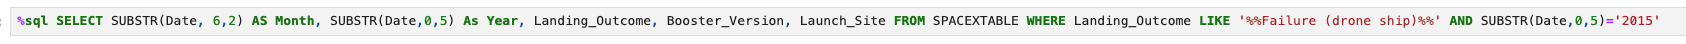 %sql SELECT SUBSTR(Date, 6,2) AS Month, SUBSTR(Date,0,5) As Year, Landing_Outcome, Booster_Version, Launch_Site FROM SPACEXTABLE WHERE Landing_Outcome LIKE '%%Failure (drone ship)%%' AND SUBSTR(Date,0,5)='2015'